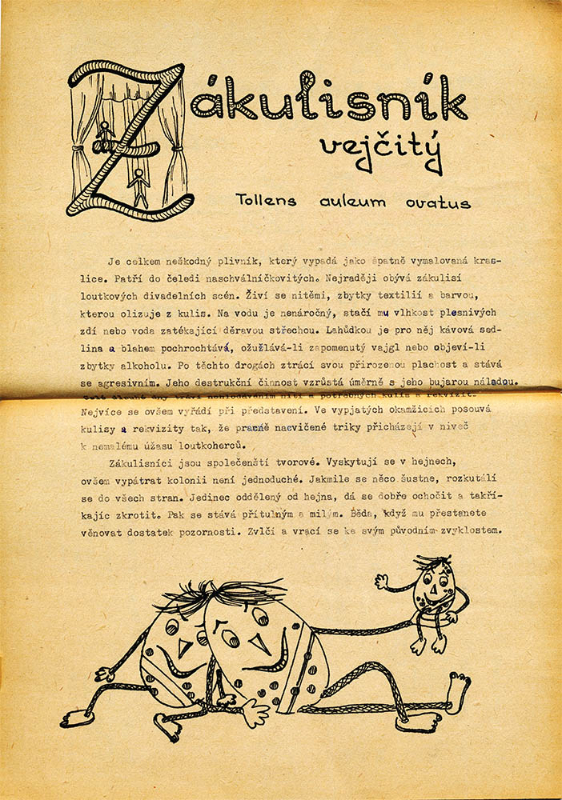 Zákulisník
vejčitý
Tollens auleum ovatus
Je celkem neškodný plivník, který vypadá jako špatně vymalovaná kras-
lice. Patří do čeledi naschválníčkovitých. Nejraději obývá zákulisí
loutkových divadelních scén. Živí se nitěmi, zbytky textilií a barvou,
kterou olizuje z kulis. Na vodu je nenáročný, stačí mu vlhkost plesnivých
zdí nebo voda zatékající děravou střechou. Lahůdkou je pro něj kávová sed-
lina a blahem pochrochtává, ožužlává-li zapomenutý vajgl nebo objeví-li
zbytky alkoholu. Po těchto drogách ztrácí svou přirozenou plachost a stává
se agresivním. Jeho destrukční činnost vzrůstá úměrně s jeho bujarou náladou.
kulis a rekvizit.
Nejvíce se ovšem vyřádí při představení. Ve vypjatých okamžicích posouvá
kulisy a rekvizity tak, že pracně nacvičené triky přicházejí v niveč
k nemalému úžasu loutkoherců.
Zákulisníci jsou společenští tvorové. Vyskytují se v hejnech,
ovšem vypátrat kolonii není jednoduché. Jakmile se něco šustne, rozkutálí
se do všech stran. Jedinec oddělený od hejna, dá se dobře ochočit a takří-
kajíc zkrotit. Pak se stává přítulným a milým. Běda, když mu přestanete
věnovat dostatek pozornosti. Zvlčí a vrací se ke svým původním zvyklostem.